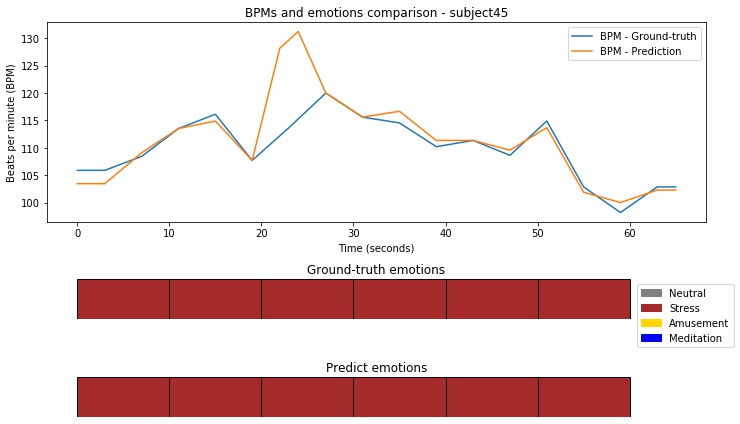 BPMs and emotions comparison - subject45
BPM - Ground-truth
BPM - Prediction
Beats per minute (BPM)
130
125
120
115
110
105
100
0 10 20 30 40 50 60
Time (seconds)
Ground-truth emotions
Neutral
Stress
Amusement
Meditation
Predict emotions